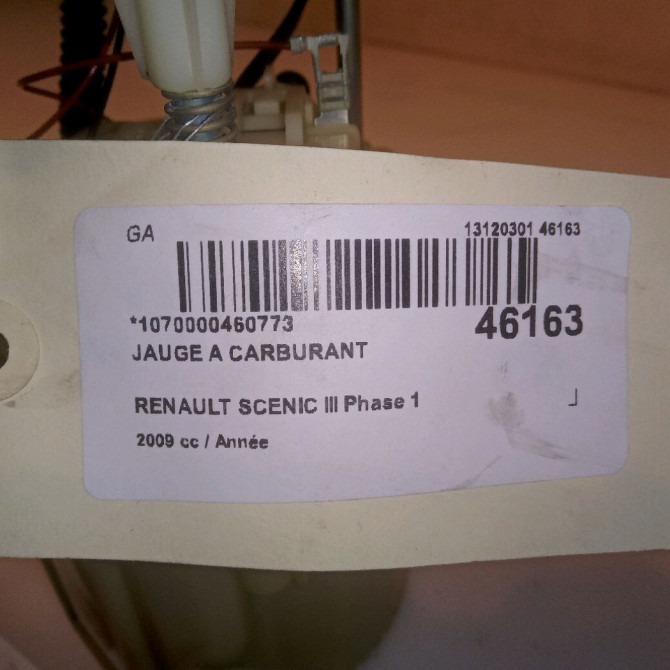 GA 13120301 46163
*1070000460773 46163
JAUGE A CARBURANT
RENAULT SCENIC III Phase 1
2009 cc / Année